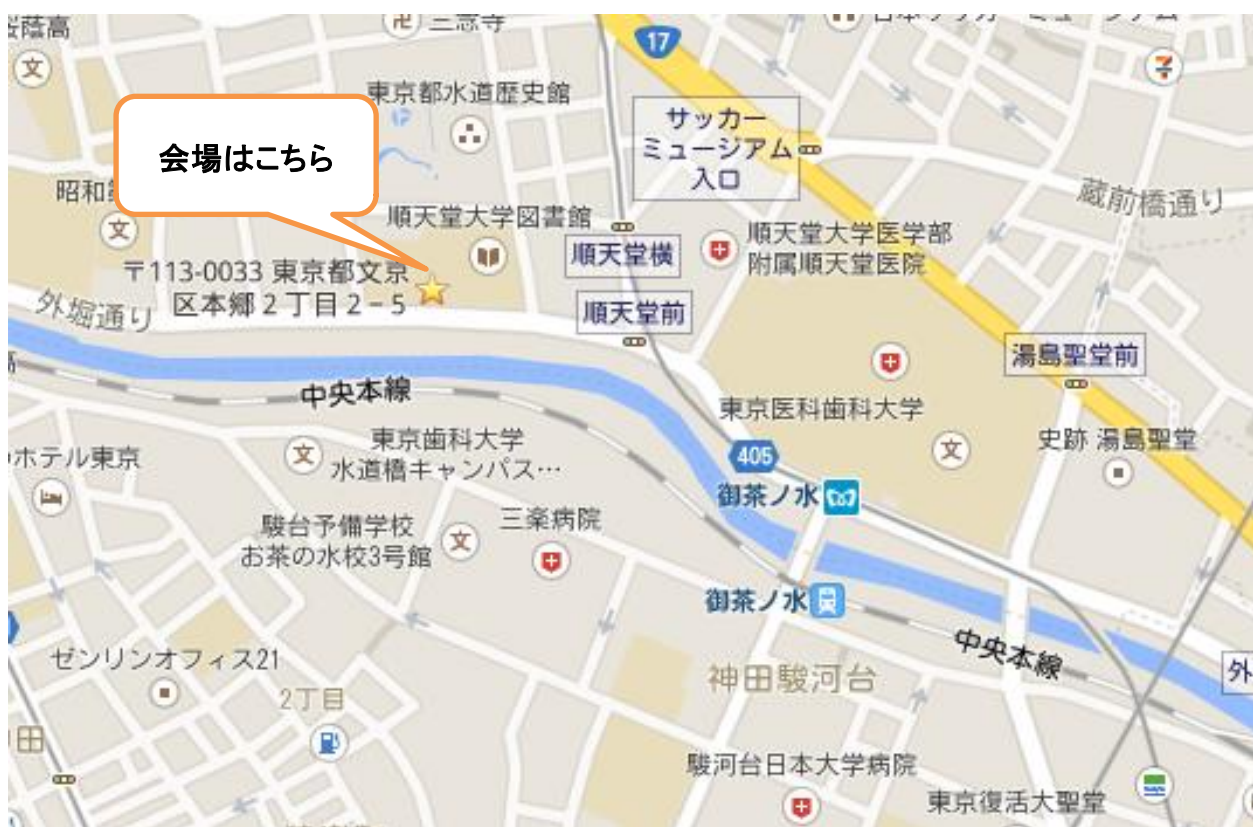 三念寺
17
東京都水道歴史館
サッカー
ミュージアム
入口
会場はこちら
蔵前橋通り
順天堂大学図書館
順天堂横
順天堂大学医学部
附属順天堂医院
〒113-0033 東京都文京
区本郷2丁目2-5
外堀通り
順天堂前
湯島聖堂前
中央本線
東京医科歯科大学
東京歯科大学
水道橋キャンパス…
405
史跡 湯島聖堂
ホテル東京
御茶ノ水
駿台予備学校
お茶の水校3号館
三楽病院
御茶ノ水
中央本線
ゼンリンオフィス21
神田駿河台
2丁目
外
田
駿河台日本大学病院
東京復活大聖堂